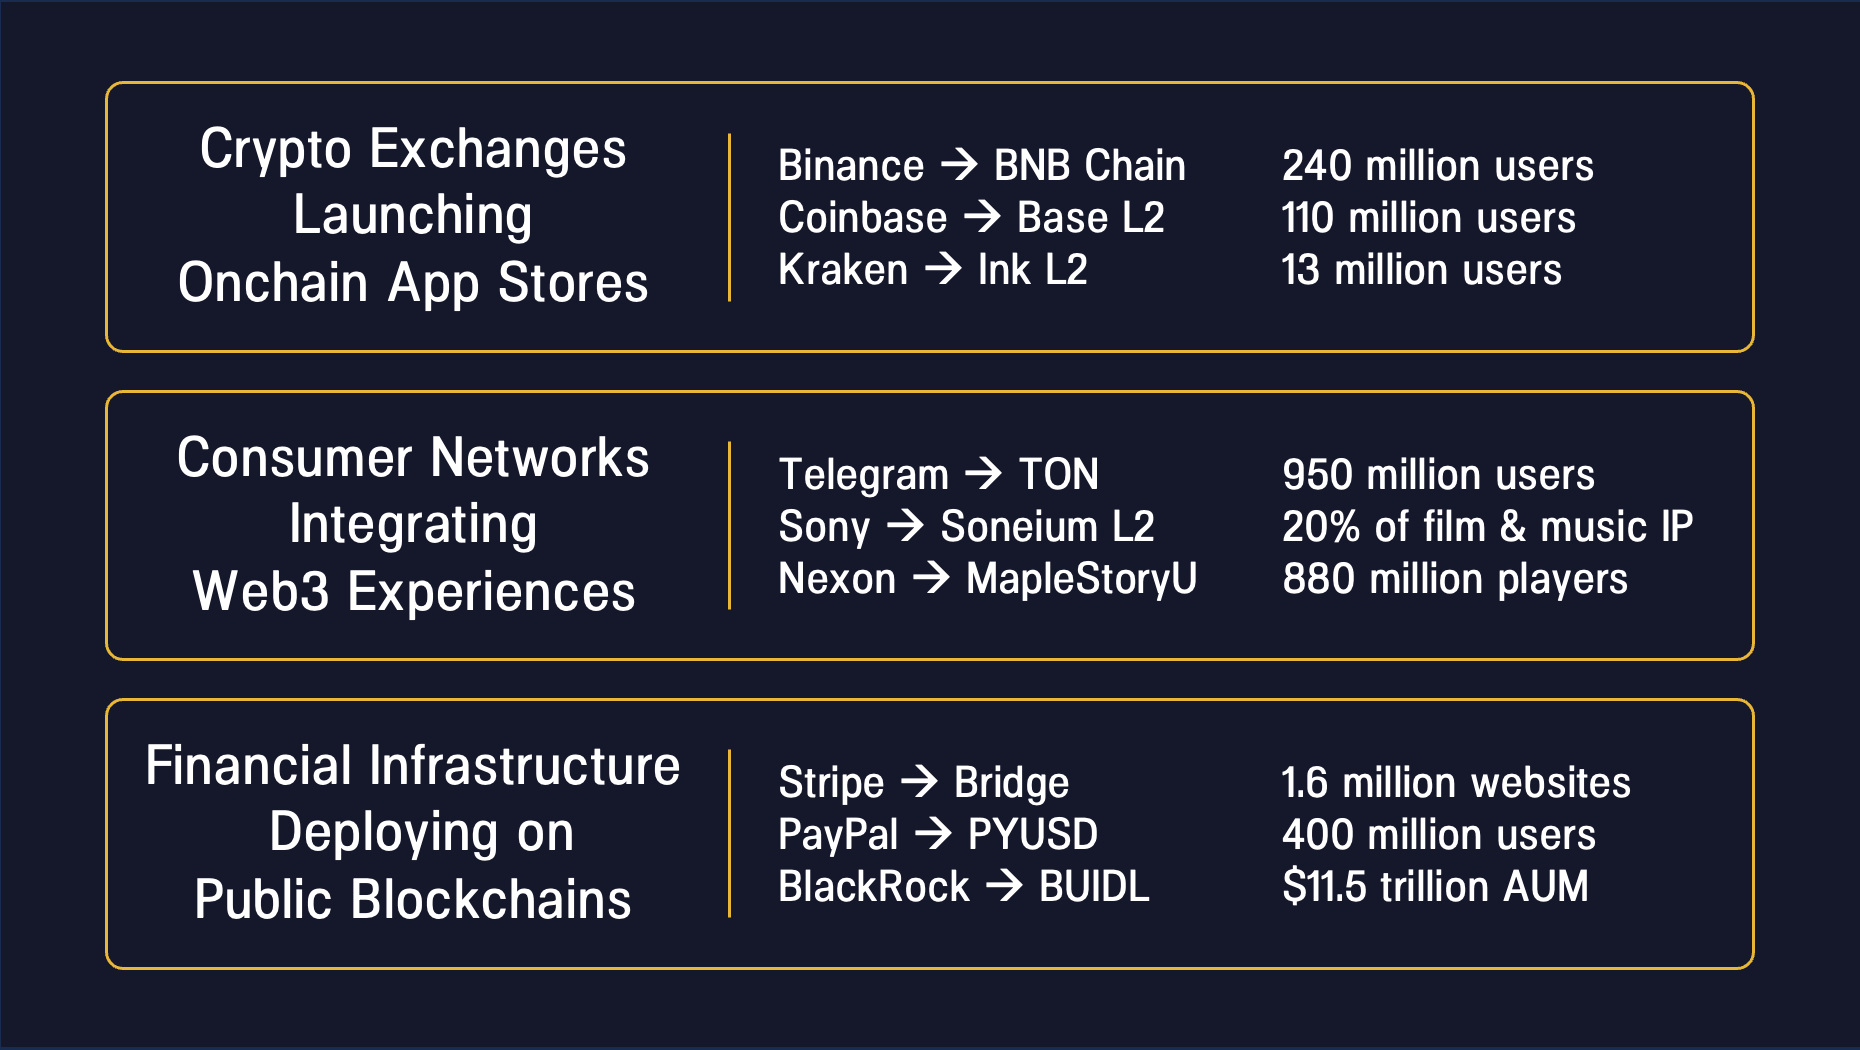 Crypto Exchanges
Launching
Onchain App Stores
Binance → BNB Chain 240 million users
Coinbase → Base L2 110 million users
Kraken → Ink L2 13 million users
Consumer Networks
Integrating
Web3 Experiences
Telegram → TON 950 million users
Sony → Soneium L2 20% of film & music IP
Nexon → MapleStoryU 880 million players
Financial Infrastructure
Deploying on
Public Blockchains
Stripe → Bridge 1.6 million websites
PayPal → PYUSD 400 million users
BlackRock → BUIDL $11.5 trillion AUM